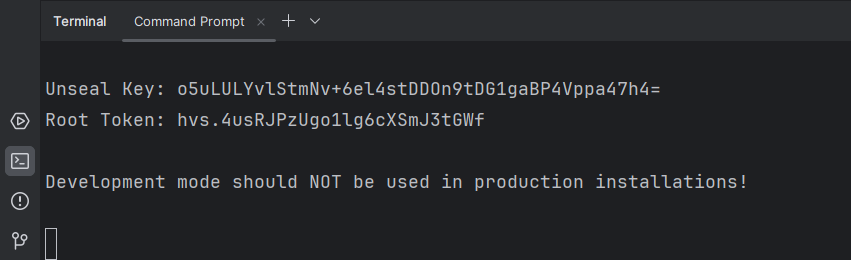 Terminal Command Prompt
Unseal Key: o5uLULYvlStmNv+6el4stDDOn9tDG1gaBP4Vppa47h4=
Root Token: hvs.4usRJPzUgo1lg6cXSmJ3tGWf
Development mode should NOT be used in production installations!